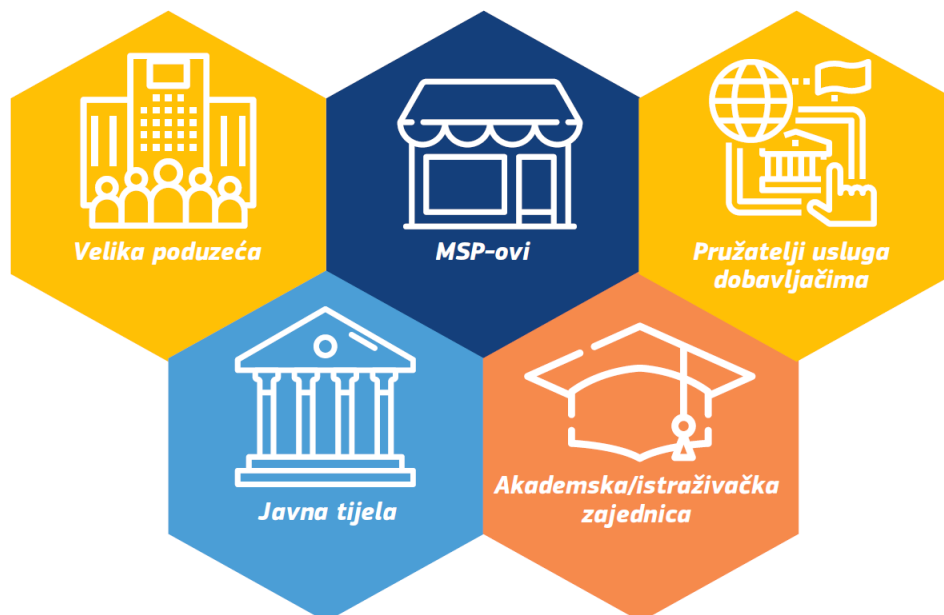 Velika poduzeća
MSP-ovi
Pružatelji usluga
dobavljačima
Javna tijela
Akademska/istraživačka
zajednica